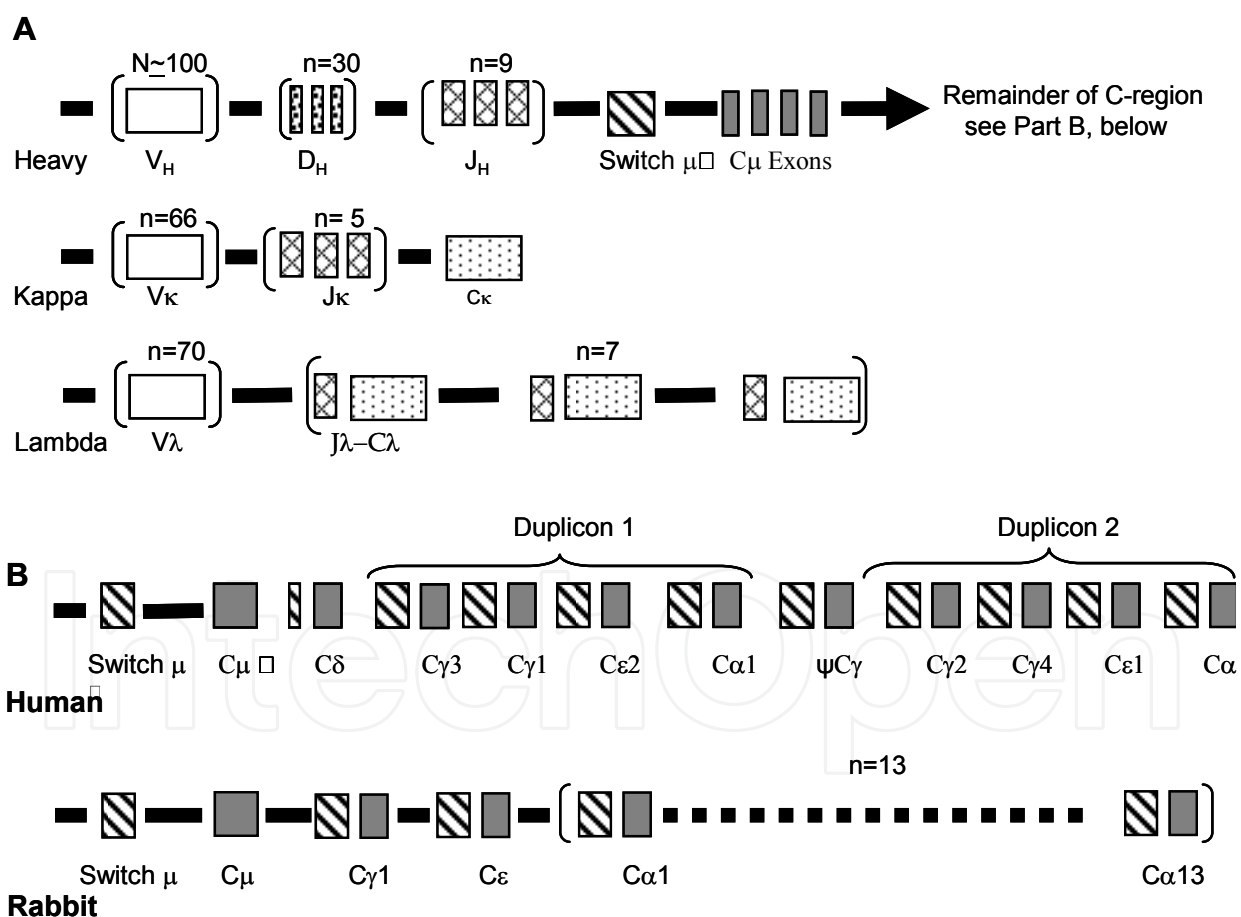 A
N~100
n=30
n=9
Remainder of C-region
see Part B, below
Heavy
VH
DH
JH
Switch μ□
Cμ Exons
n=66
n= 5
Kappa
Vκ
Jκ
Cκ
n=70
n=7
Lambda
Vλ
Jλ–Cλ
Duplicon 1
Duplicon 2
B
Switch μ
Cμ □
Cδ
Cγ3
Cγ1
Cε2
Cα1
ψCγ
Cγ2
Cγ4
Cε1
Cα
Human
IntechOpen
n=13
Switch μ
Cμ
Cγ1
Cε
Cα1
Cα13
Rabbit